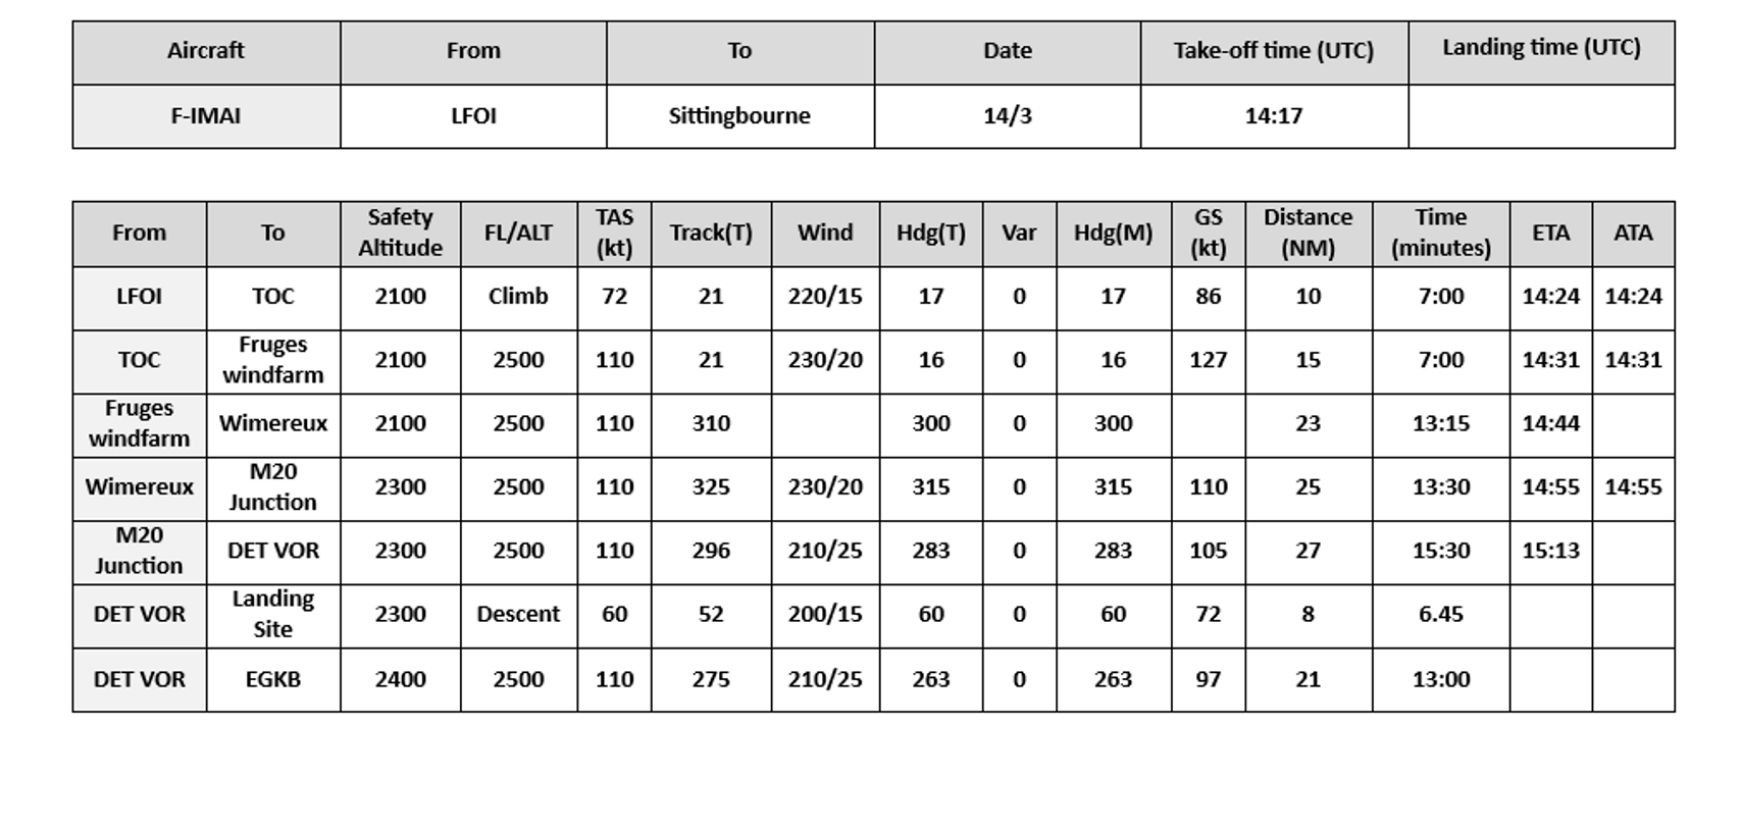 Aircraft From To Date Take-off time (UTC) Landing time (UTC)
F-IMAI LFOI Sittingbourne 14/3 14:17
From To Safety Altitude FL/ALT TAS (kt) Track(T) Wind Hdg(T) Var Hdg(M) GS (kt) Distance (NM) Time (minutes) ETA ATA
LFOI TOC 2100 Climb 72 21 220/15 17 0 17 86 10 7:00 14:24 14:24
TOC Fruges windfarm 2100 2500 110 21 230/20 16 0 16 127 15 7:00 14:31 14:31
Fruges windfarm Wimereux 2100 2500 110 310 300 0 300 23 13:15 14:44
Wimereux M20 Junction 2300 2500 110 325 230/20 315 0 315 110 25 13:30 14:55 14:55
M20 Junction DET VOR 2300 2500 110 296 210/25 283 0 283 105 27 15:30 15:13
DET VOR Landing Site 2300 Descent 60 52 200/15 60 0 60 72 8 6.45
DET VOR EGKB 2400 2500 110 275 210/25 263 0 263 97 21 13:00